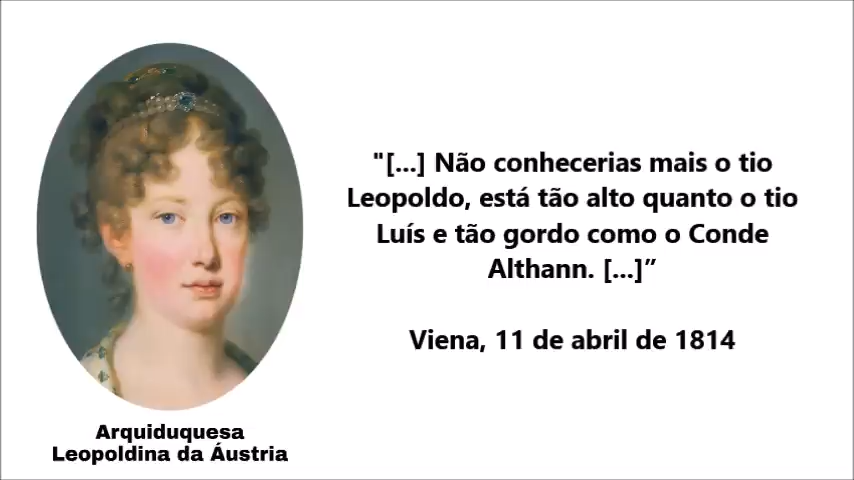 "[...] Não conhecerias mais o tio
Leopoldo, está tão alto quanto o tio
Luís e tão gordo como o Conde
Althann. [...]”
Viena, 11 de abril de 1814
Arquiduquesa
Leopoldina da Áustria